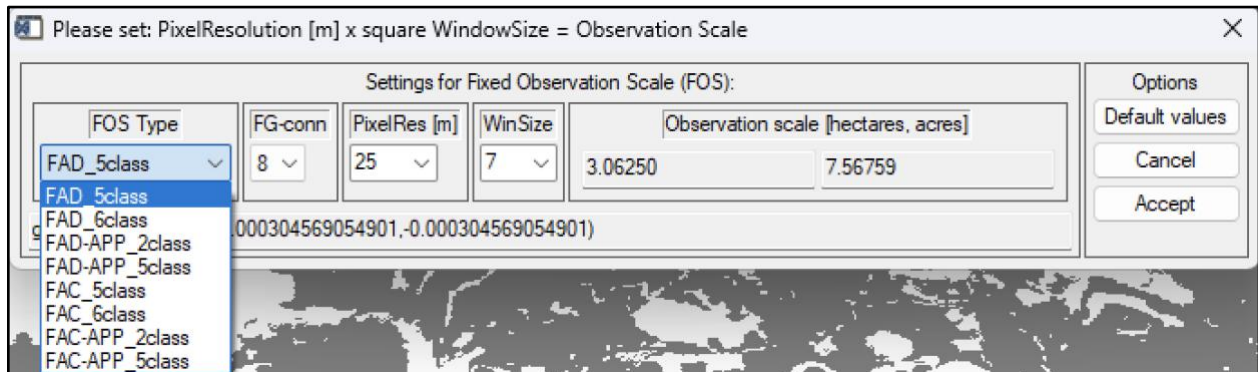 Please set: PixelResolution [m] x square WindowSize = Observation Scale
Settings for Fixed Observation Scale (FOS):
Options
FOS Type
FG-conn
PixelRes [m]
WinSize
Observation scale [hectares, acres]
Default values
FAD_5class
8
25
7
3.06250
7.56759
Cancel
Accept
FAD_5class
FAD_6class
FAD-APP_2class
FAD-APP_5class
FAC_5class
FAC_6class
FAC-APP_2class
FAC-APP_5class
000304569054901,-0.000304569054901)